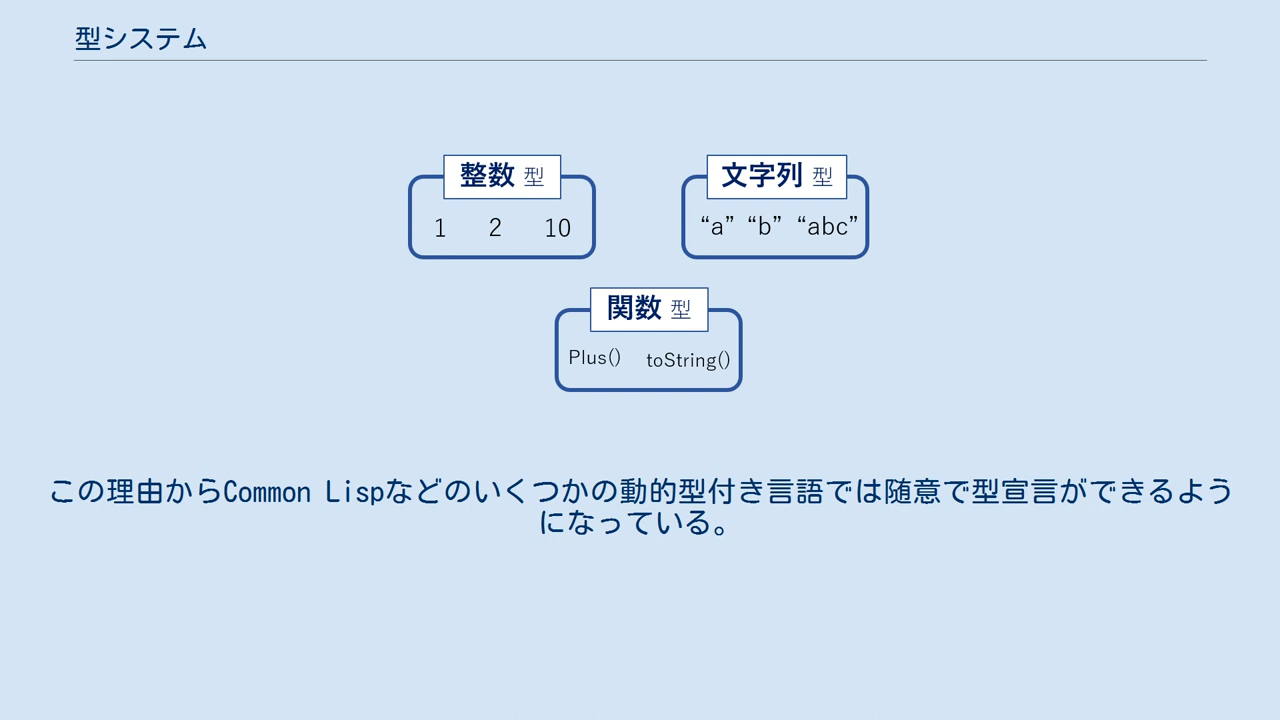 型システム
整数 型
文字列 型
1 2 10
“a” “b” “abc”
関数 型
Plus() toString()
この理由からCommon Lispなどのいくつかの動的型付き言語では随意で型宣言ができるよう
になっている。